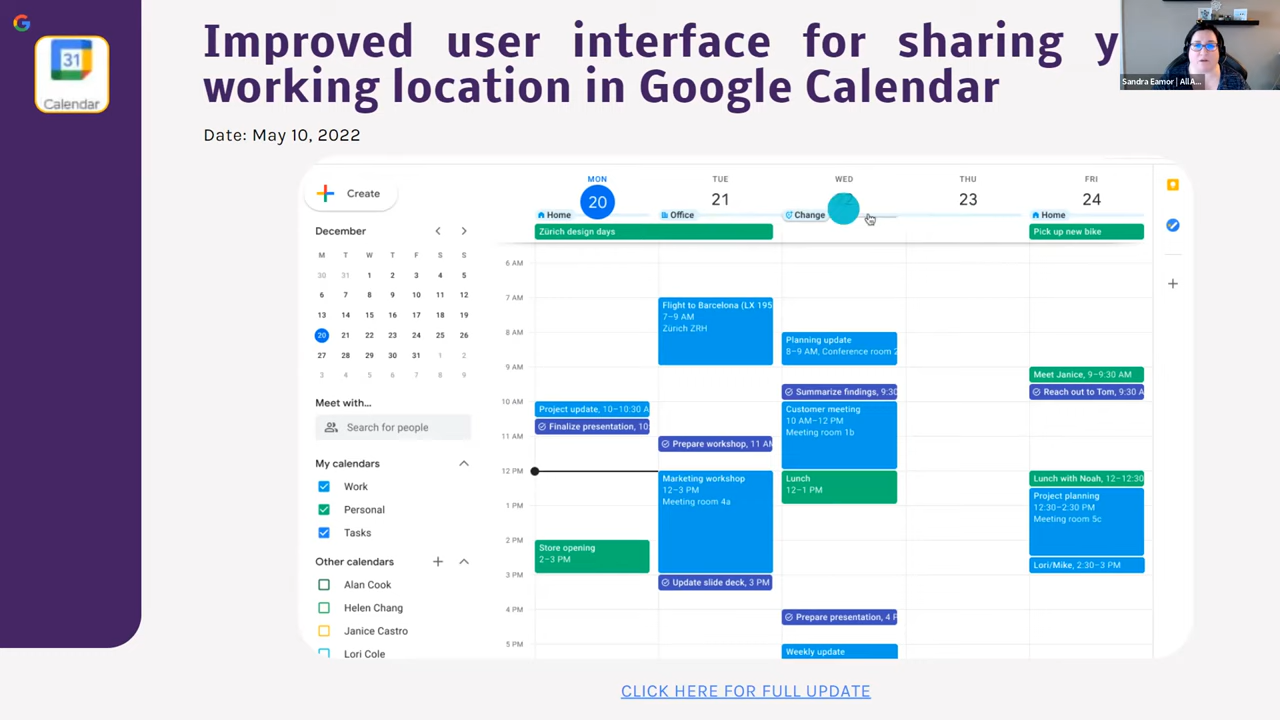 31
Calendar
Improved user interface for sharing y
working location in Google Calendar
Sandra Eamor | All A...
Date: May 10, 2022
Create
December
M T W T F S S
30 31 1 2 3 4 5
6 7 8 9 10 11 12
13 14 15 16 17 18 19
20 21 22 23 24 25 26
27 28 29 30 31 1 2
3 4 5 6 7 8 9
Meet with...
Search for people
My calendars
Work
Personal
Tasks
Other calendars
Alan Cook
Helen Chang
Janice Castro
Lori Cole
MON TUE WED THU FRI
20 21 22 23 24
Home Office Change Home
Zürich design days
Pick up new bike
6 AM
7 AM
8 AM
9 AM
10 AM
11 AM
12 PM
1 PM
2 PM
3 PM
4 PM
5 PM
Project update, 10–10:30 A
Finalize presentation, 10:
Store opening
2–3 PM
Flight to Barcelona (LX 195
7–9 AM
Zürich ZRH
Prepare workshop, 11 AM
Marketing workshop
12–3 PM
Meeting room 4a
Update slide deck, 3 PM
Planning update
8–9 AM, Conference room 2
Summarize findings, 9:30
Customer meeting
10 AM–12 PM
Meeting room 1b
Lunch
12–1 PM
Prepare presentation, 4 P
Weekly update
Meet Janice, 9–9:30 AM
Reach out to Tom, 9:30 A
Lunch with Noah, 12–12:30
Project planning
12:30–2:30 PM
Meeting room 5c
Lori/Mike, 2:30–3 PM
CLICK HERE FOR FULL UPDATE